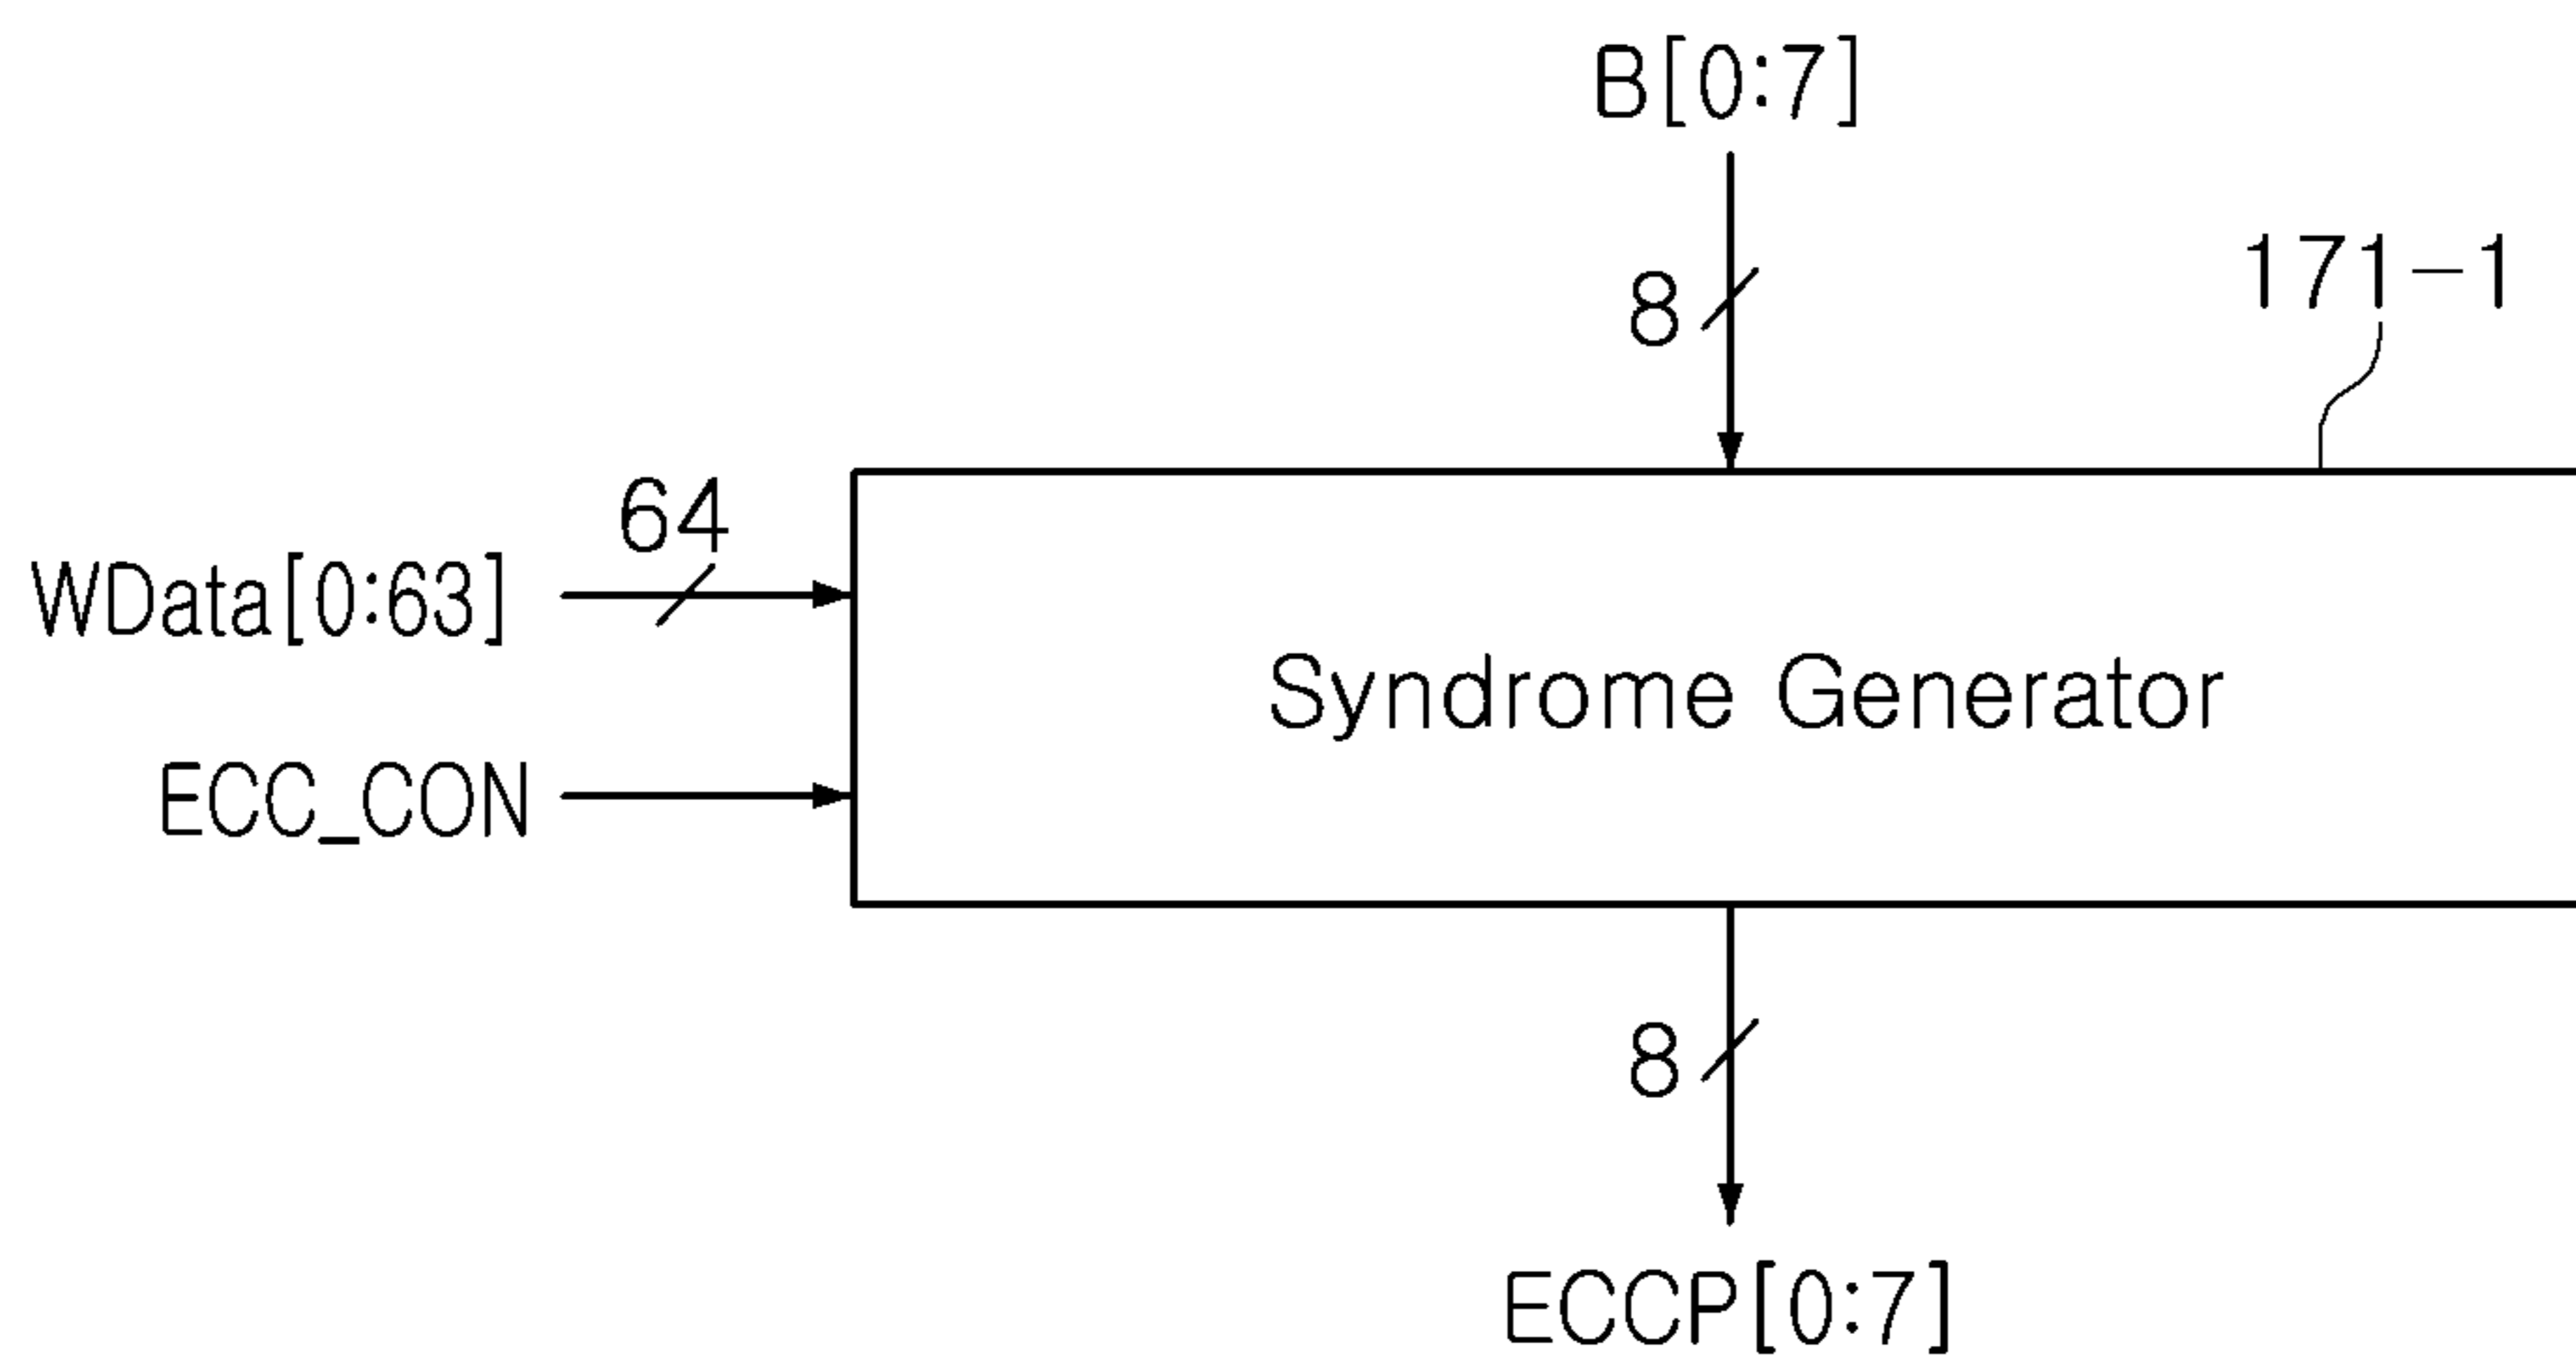 B[0:7]
8
171-1
64
WData[0:63]
Syndrome Generator
ECC_CON
8
ECCP[0:7]